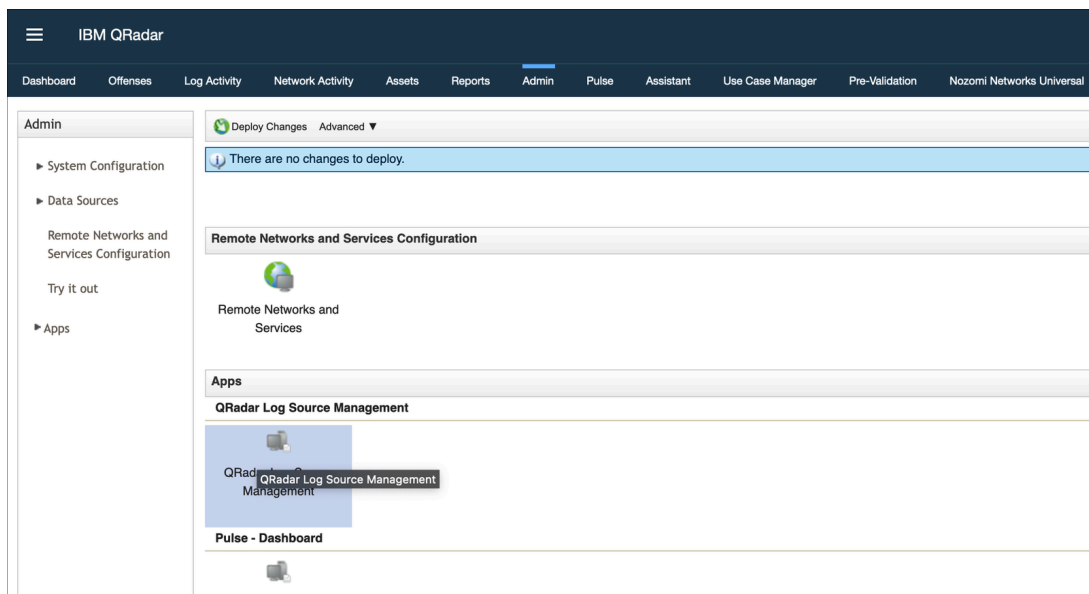 IBM QRadar
Dashboard Offenses Log Activity Network Activity Assets Reports Admin Pulse Assistant Use Case Manager Pre-Validation Nozomi Networks Universal
Admin
▶ System Configuration
▶ Data Sources
Remote Networks and
Services Configuration
Try it out
▶ Apps
Deploy Changes Advanced ▼
There are no changes to deploy.
Remote Networks and Services Configuration
Remote Networks and
Services
Apps
QRadar Log Source Management
QRad
QRadar Log Source Management
Management
Pulse - Dashboard